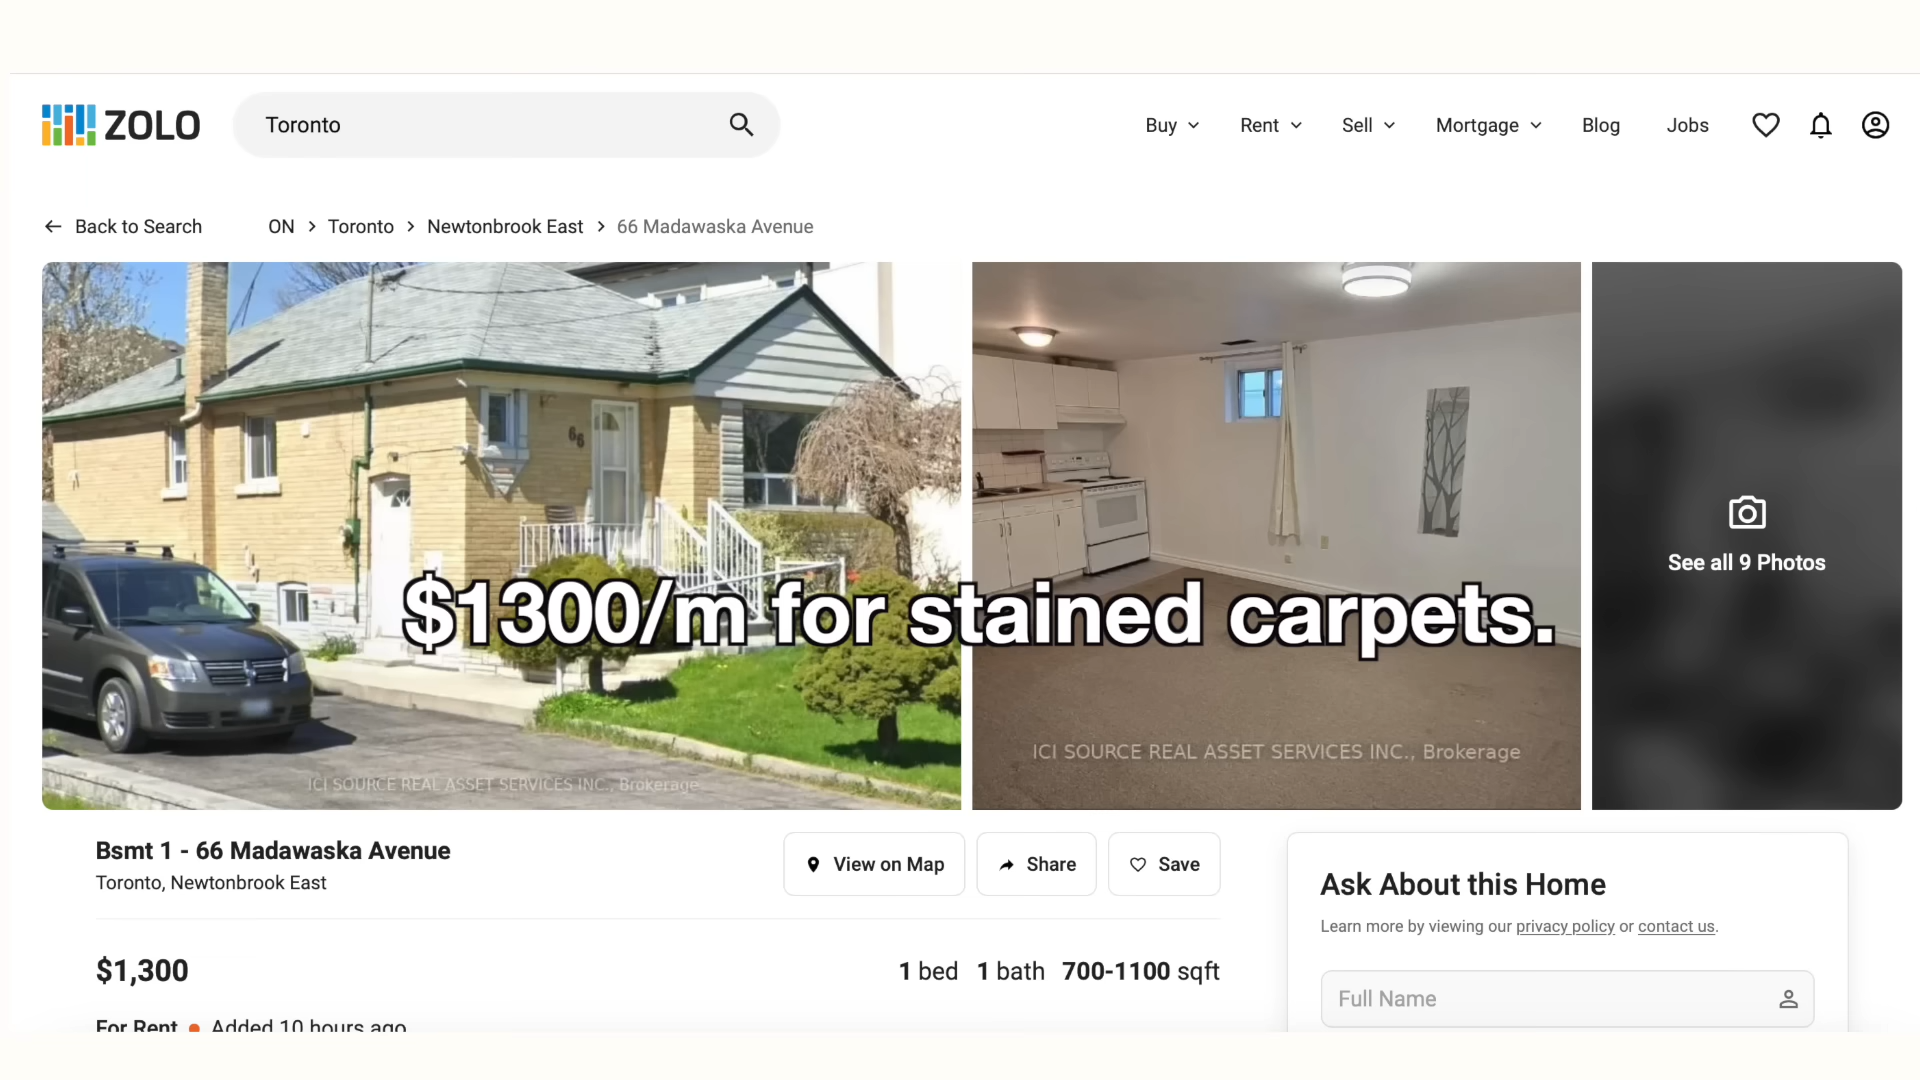 ZOLO
Toronto
Buy
Rent
Sell
Mortgage
Blog
Jobs
Back to Search
ON > Toronto > Newtonbrook East > 66 Madawaska Avenue
66
See all 9 Photos
$1300/m for stained carpets.
ICI SOURCE REAL ASSET SERVICES INC., Brokerage
ICI SOURCE REAL ASSET SERVICES INC., Brokerage
Bsmt 1 - 66 Madawaska Avenue
Toronto, Newtonbrook East
View on Map
Share
Save
$1,300
1 bed 1 bath 700-1100 sqft
For Rent • Added 10 hours ago
Ask About this Home
Learn more by viewing our privacy policy or contact us.
Full Name